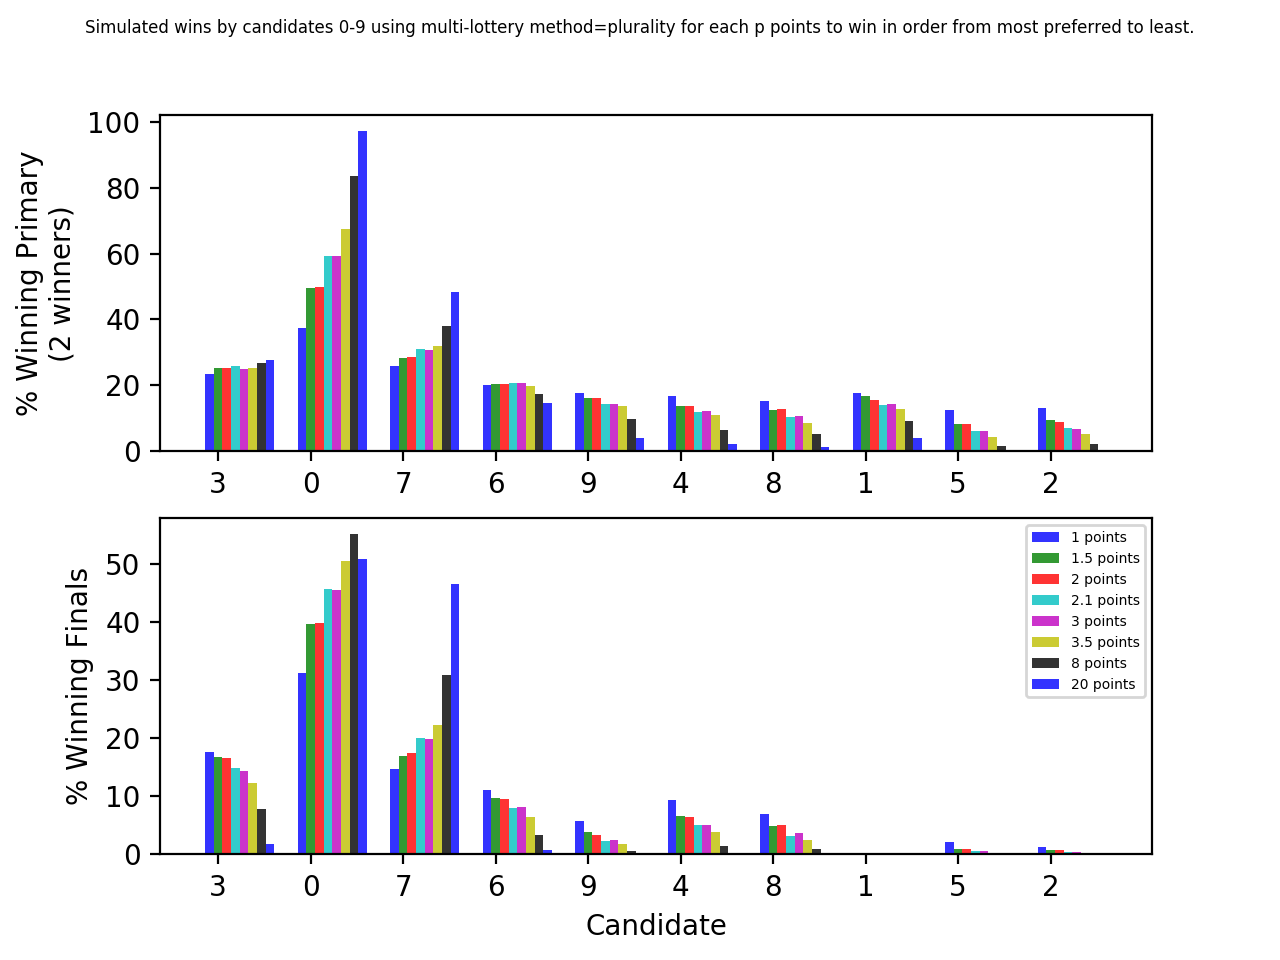 Simulated wins by candidates 0-9 using multi-lottery method=plurality for each p points to win in order from most preferred to least.
% Winning Primary
(2 winners)
100
80
60
40
20
0
3 0 7 6 9 4 8 1 5 2
% Winning Finals
50
40
30
20
10
0
1 points
1.5 points
2 points
2.1 points
3 points
3.5 points
8 points
20 points
3 0 7 6 9 4 8 1 5 2
Candidate